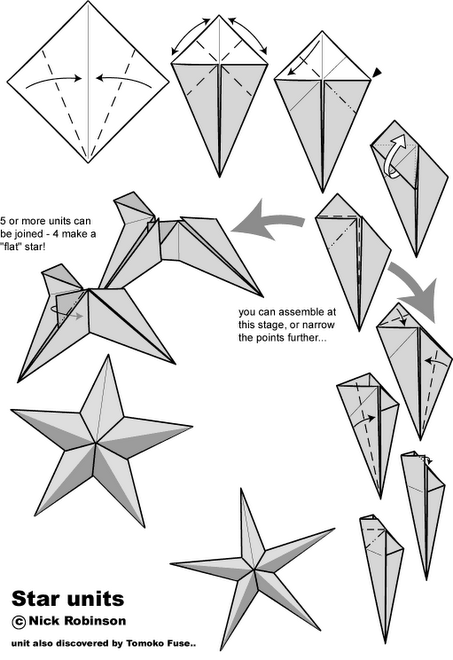 5 or more units can
be joined - 4 make a
"flat" star!
you can assemble at
this stage, or narrow
the points further...
Star units
© Nick Robinson
unit also discovered by Tomoko Fuse..